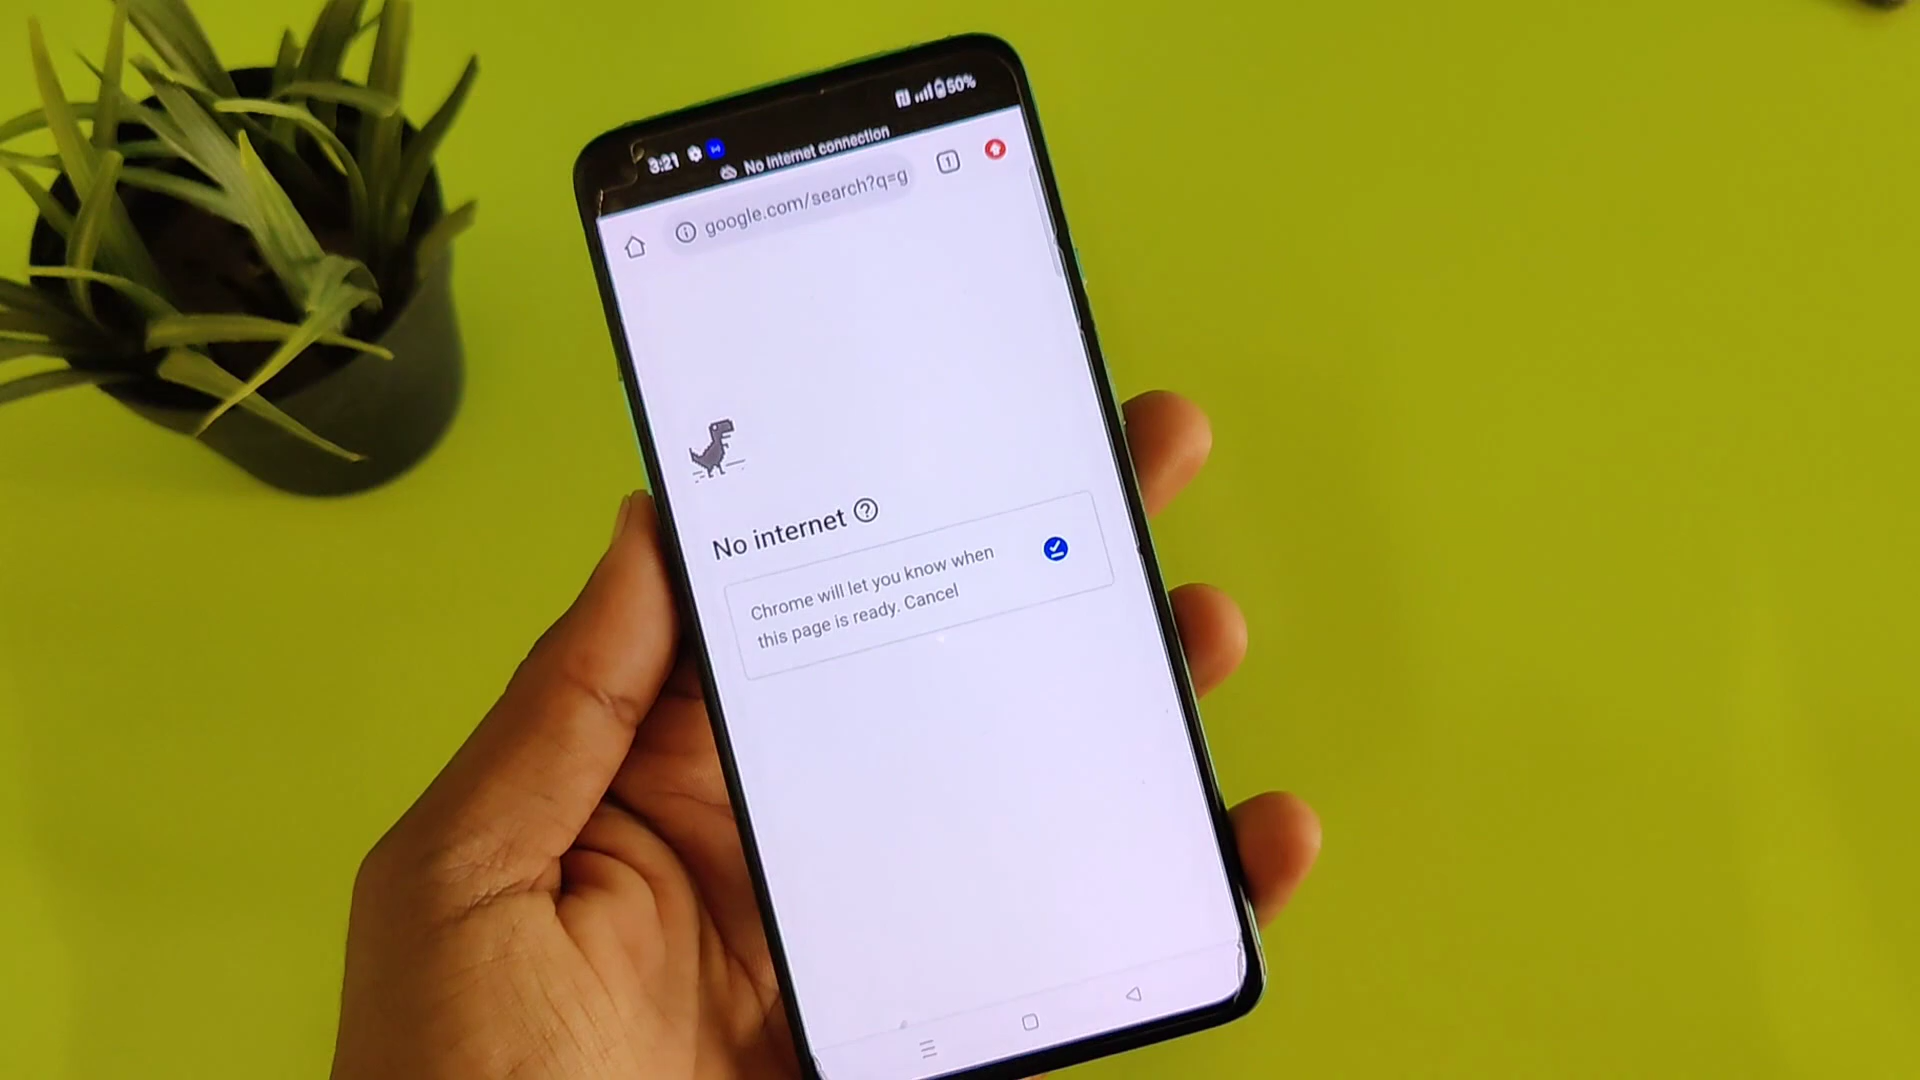 3:21
50%
No internet connection
google.com/search?q=g
1
No internet
Chrome will let you know when
this page is ready. Cancel